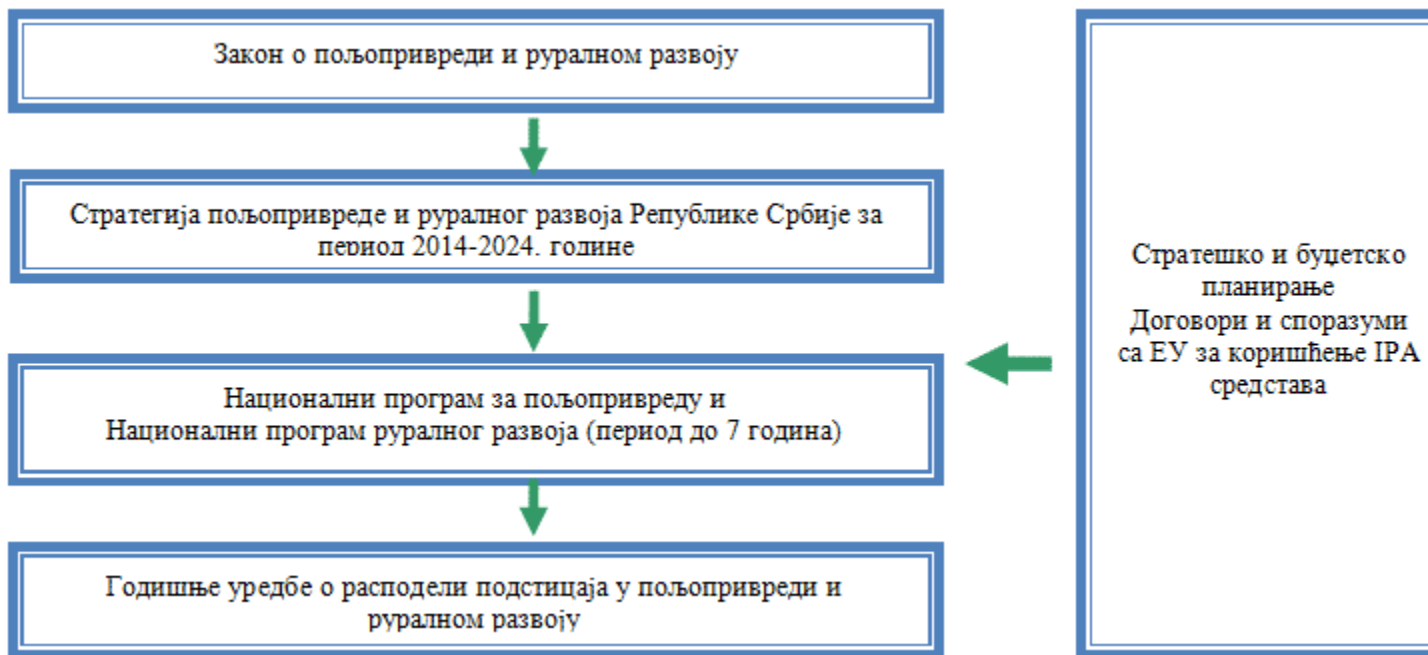 Закон о пољопривреди и руралном развоју
Стратегија пољопривреде и руралног развоја Републике Србије за
период 2014-2024. године
Национални програм за пољопривреду и
Национални програм руралног развоја (период до 7 година)
Годишње уредбе о расподели подстицаја у пољопривреди и
руралном развоју
Стратешко и буџетско
планирање
Договори и споразуми
са ЕУ за коришћење IPA
средстава